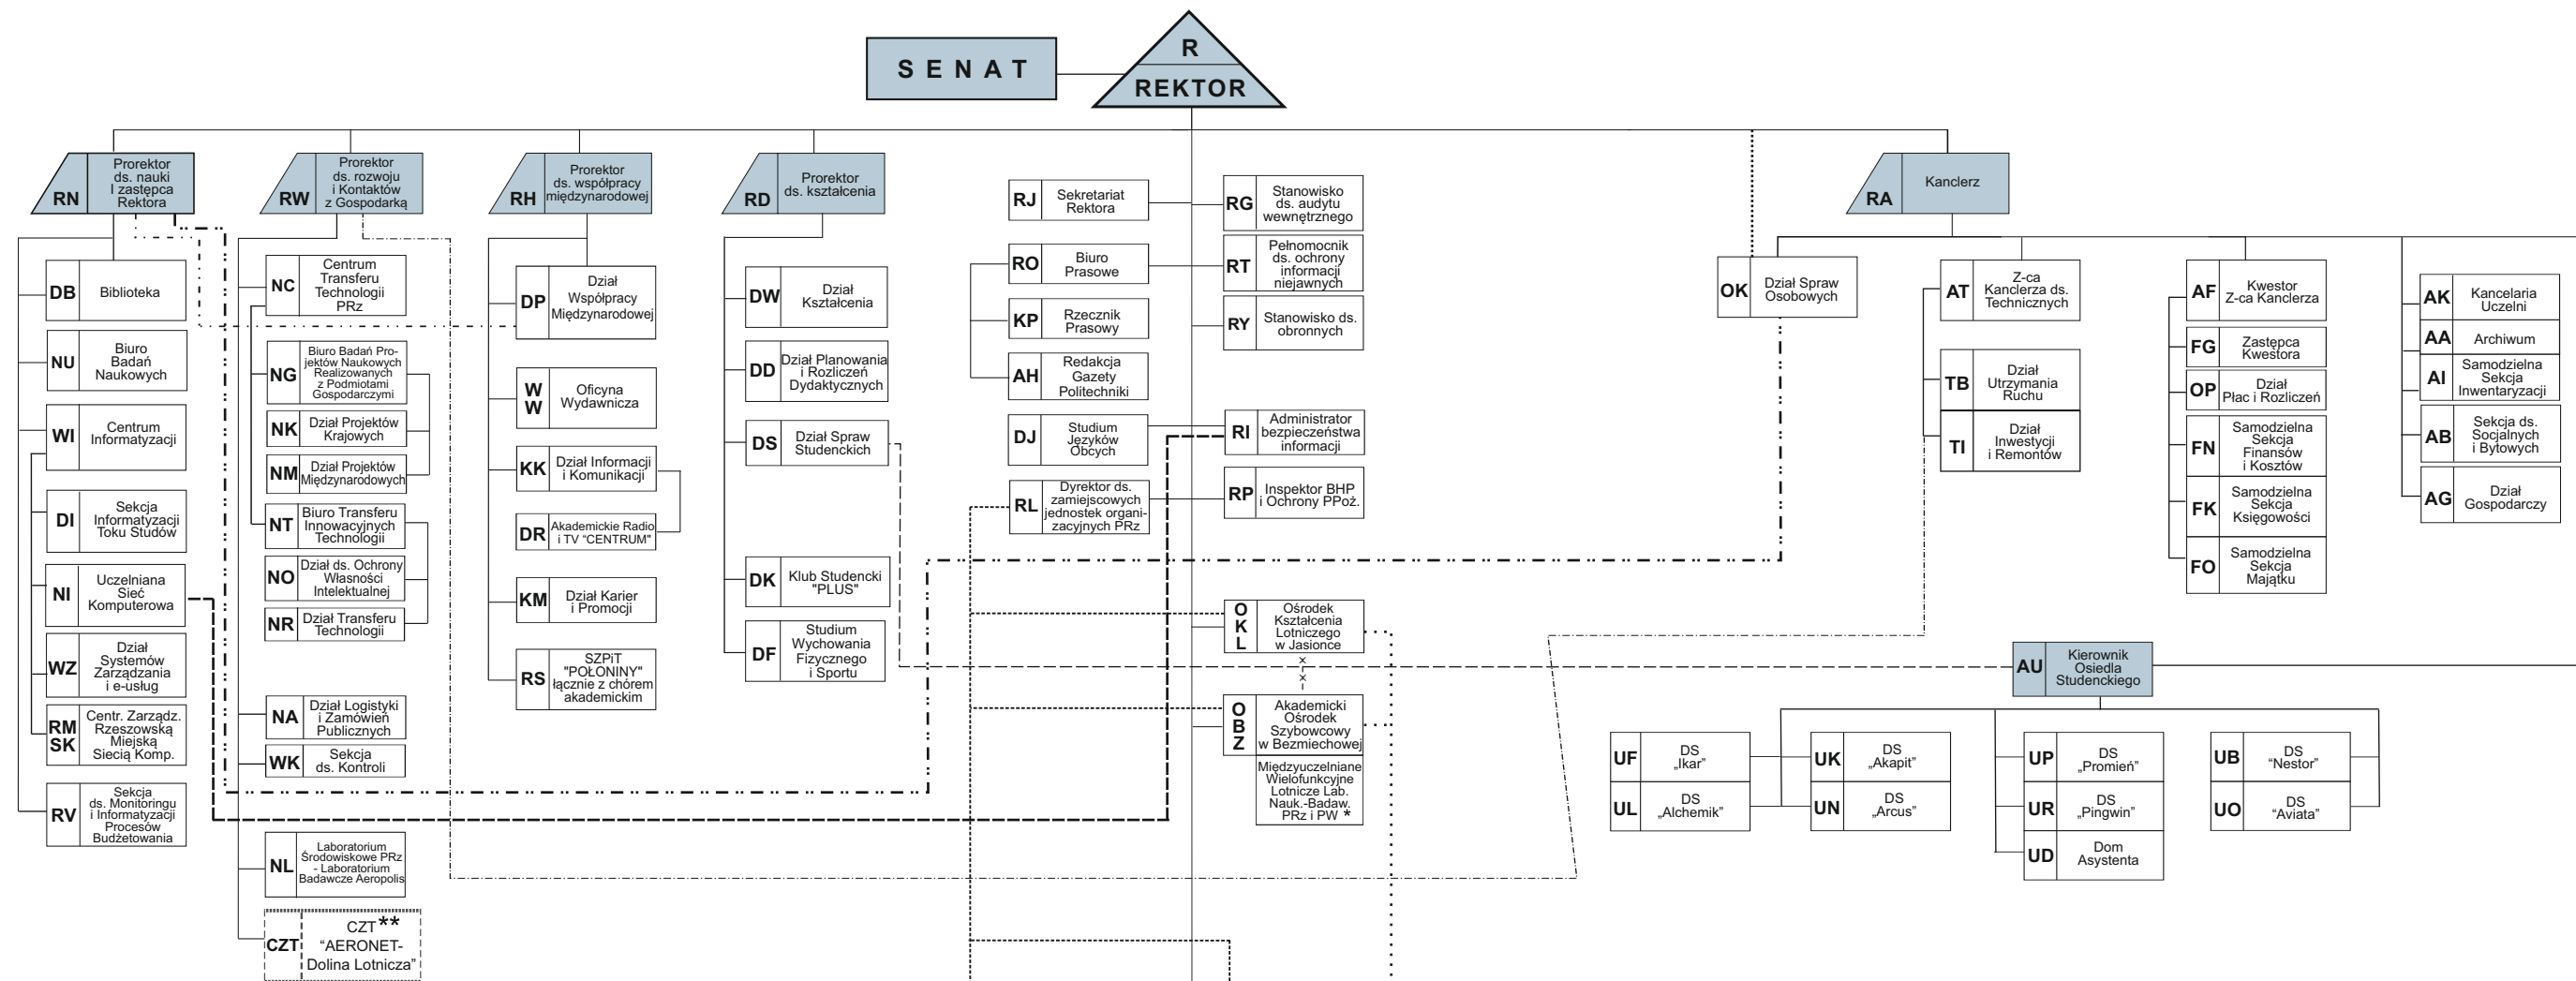 S E N A T
R
REKTOR
RN
Prorektor
ds. nauki
I zastępca
Rektora
RW
Prorektor
ds. rozwoju
i Kontaktów
z Gospodarką
RH
Prorektor
ds. współpracy
międzynarodowej
RD
Prorektor
ds. kształcenia
RA
Kanclerz
DB
Biblioteka
NU
Biuro
Badań
Naukowych
WI
Centrum
Informatyzacji
DI
Sekcja
Informatyzacji
Toku Studów
NI
Uczelniana
Sieć
Komputerowa
WZ
Dział
Systemów
Zarządzania
i e-usług
RM
SK
Centr. Zarządz.
Rzeszowską
Miejską
Siecią Komp.
RV
Sekcja
ds. Monitoringu
i Informatyzacji
Procesów
Budżetowania
NC
Centrum
Transferu
Technologii
PRz
NG
Biuro Badań Pro-
jektów Naukowych
Realizowanych
z Podmiotami
Gospodarczymi
NK
Dział Projektów
Krajowych
NM
Dział Projektów
Międzynarodowych
NT
Biuro Transferu
Innowacyjnych
Technologii
NO
Dział ds. Ochrony
Własności
Intelektualnej
NR
Dział Transferu
Technologii
NA
Dział Logistyki
i Zamówień
Publicznych
WK
Sekcja
ds. Kontroli
NL
Laboratorium
Środowiskowe PRz
- Laboratorium
Badawcze Aeropolis
CZT
CZT**
“AERONET-
Dolina Lotnicza”
DP
Dział
Współpracy
Międzynarodowej
W
W
Oficyna
Wydawnicza
KK
Dział Informacji
i Komunikacji
DR
Akademickie Radio
i TV “CENTRUM"
KM
Dział Karier
i Promocji
RS
SZPiT
"POŁONINY"
łącznie z chórem
akademickim
DW
Dział
Kształcenia
DD
Dział Planowania
i Rozliczeń
Dydaktycznych
DS
Dział Spraw
Studenckich
DK
Klub Studencki
"PLUS"
DF
Studium
Wychowania
Fizycznego
i Sportu
RJ
Sekretariat
Rektora
RO
Biuro
Prasowe
KP
Rzecznik
Prasowy
AH
Redakcja
Gazety
Politechniki
DJ
Studium
Języków
Obcych
RL
Dyrektor ds.
zamiejscowych
jednostek organi-
zacyjnych PRz
RG
Stanowisko
ds. audytu
wewnętrznego
RT
Pełnomocnik
ds. ochrony
informacji
niejawnych
RY
Stanowisko ds.
obronnych
RI
Administrator
bezpieczeństwa
informacji
RP
Inspektor BHP
i Ochrony PPoż.
O
K
L
Ośrodek
Kształcenia
Lotniczego
w Jasionce
O
B
Z
Akademicki
Ośrodek
Szybowcowy
w Bezmiechowej
Międzyuczelniane
Wielofunkcyjne
Lotnicze Lab.
Nauk.-Badaw.
PRz i PW *
OK
Dział Spraw
Osobowych
AT
Z-ca
Kanclerza ds.
Technicznych
TB
Dział
Utrzymania
Ruchu
TI
Dział
Inwestycji
i Remontów
AF
Kwestor
Z-ca Kanclerza
FG
Zastępca
Kwestora
OP
Dział
Płac i Rozliczeń
FN
Samodzielna
Sekcja
Finansów
i Kosztów
FK
Samodzielna
Sekcja
Księgowości
FO
Samodzielna
Sekcja
Majątku
AK
Kancelaria
Uczelni
AA
Archiwum
AI
Samodzielna
Sekcja
Inwentaryzacji
AB
Sekcja ds.
Socjalnych
i Bytowych
AG
Dział
Gospodarczy
AU
Kierownik
Osiedla
Studenckiego
UF
DS
„Ikar”
UL
DS
„Alchemik”
UK
DS
„Akapit”
UN
DS
„Arcus”
UP
DS
„Promień”
UR
DS
„Pingwin”
UD
Dom
Asystenta
UB
DS
“Nestor”
UO
DS
“Aviata”